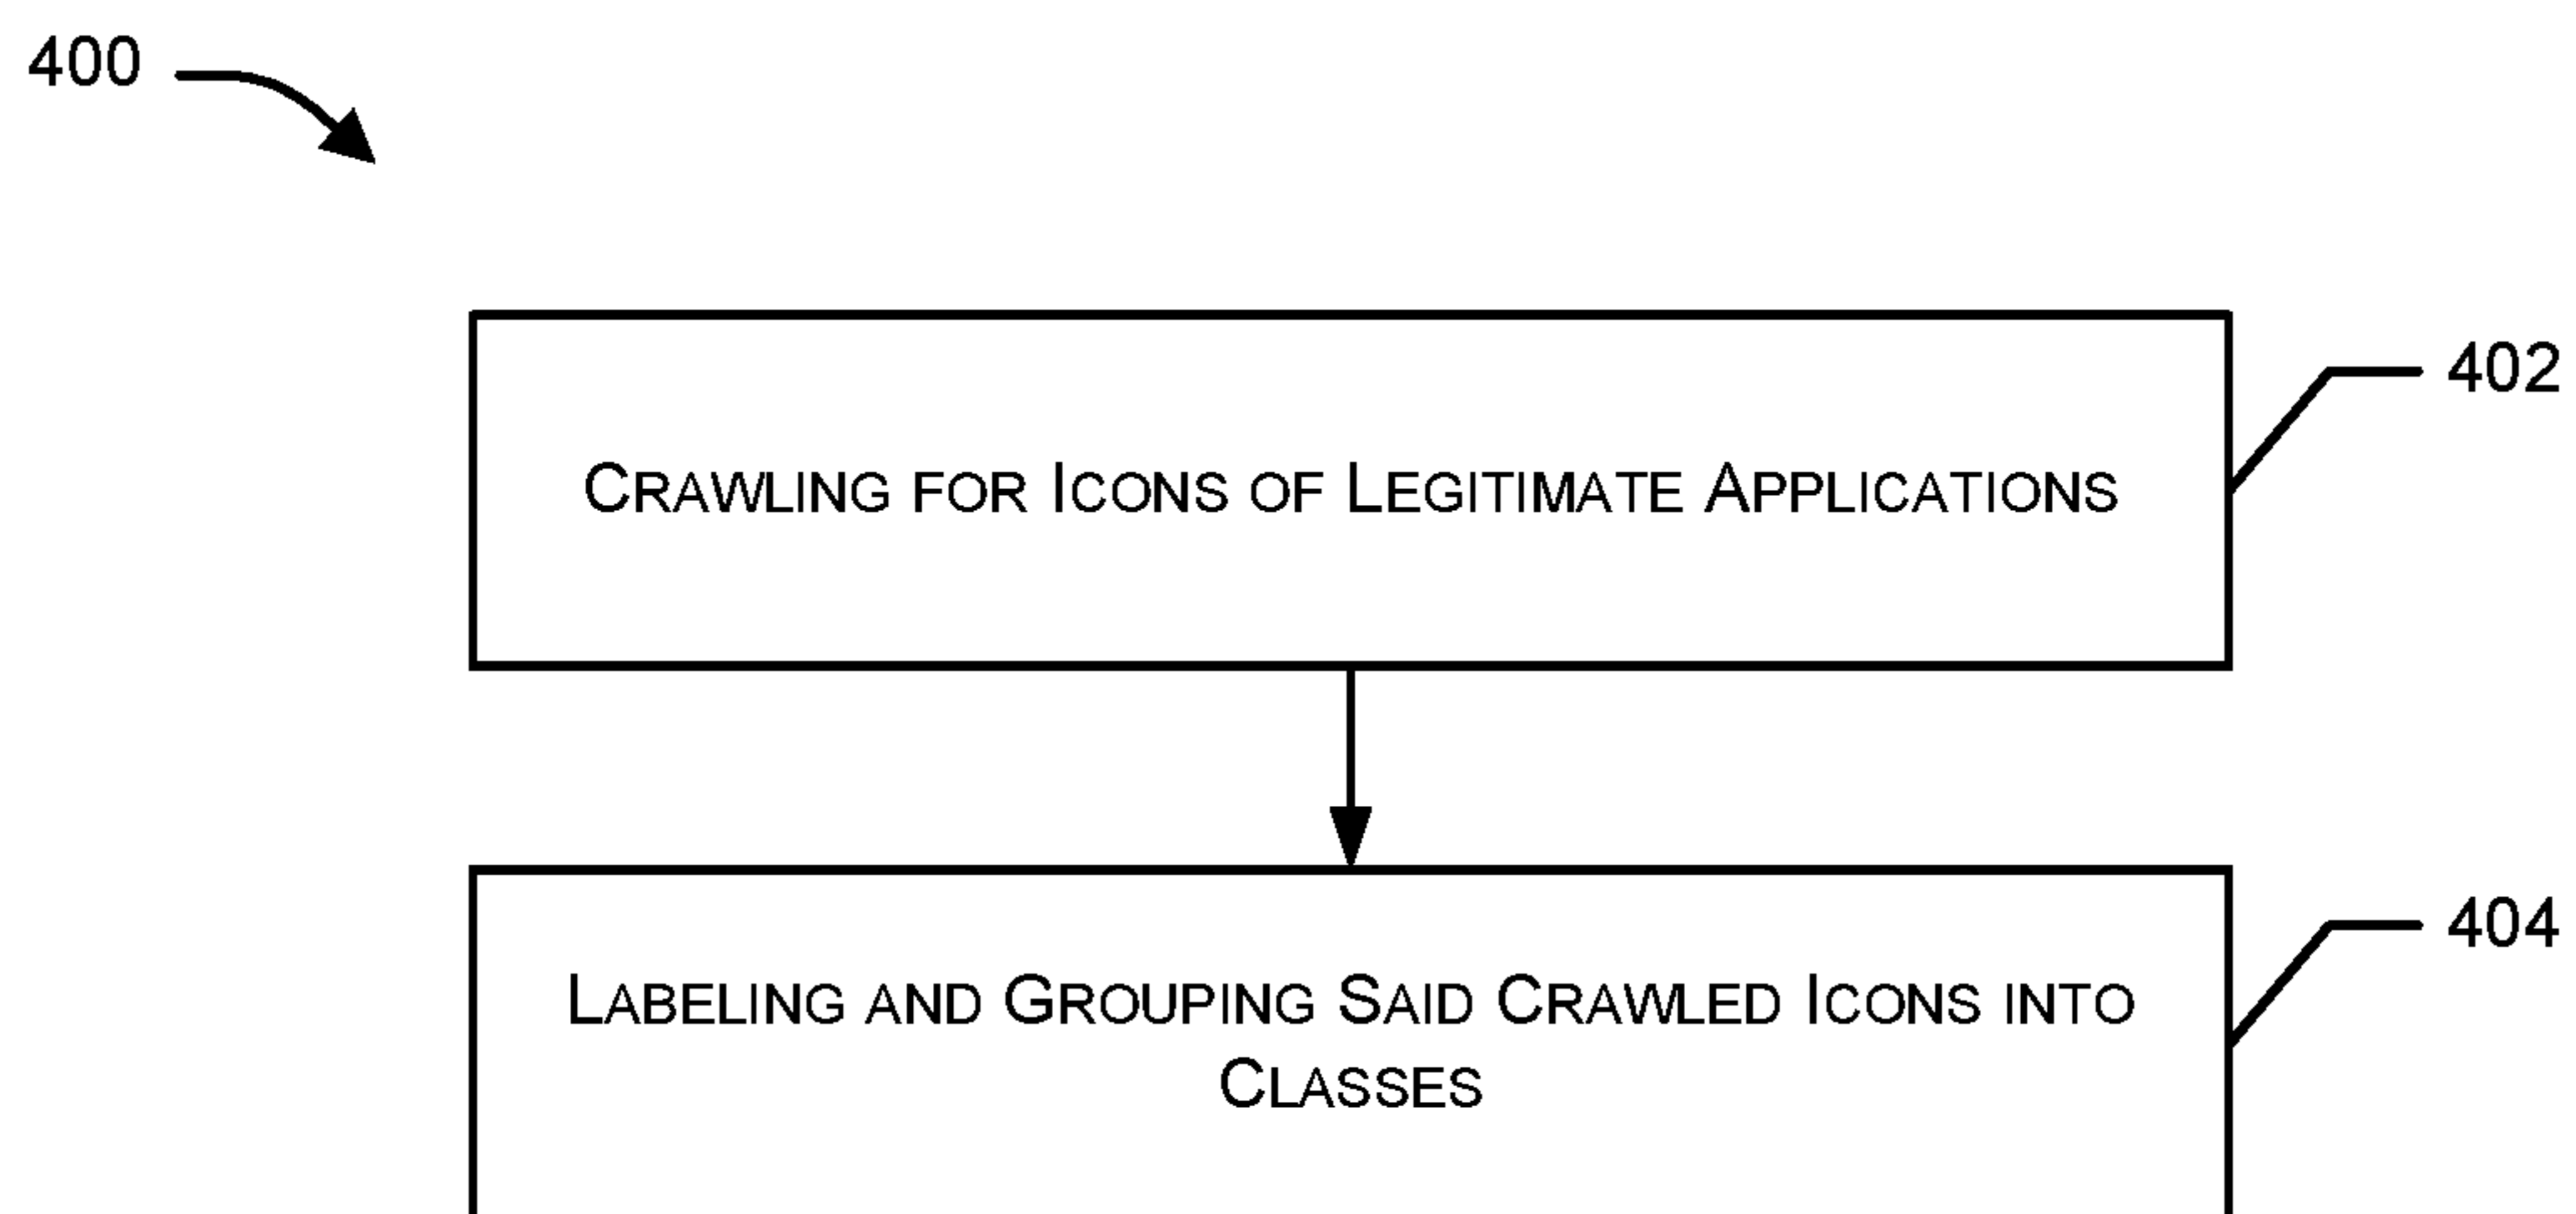 400
402
CRAWLING FOR ICONS OF LEGITIMATE APPLICATIONS
404
LABELING AND GROUPING SAID CRAWLED ICONS INTO
CLASSES